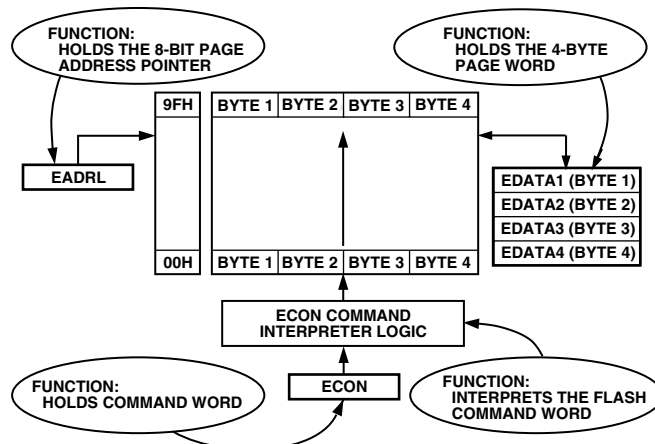 FUNCTION:
HOLDS THE 8-BIT PAGE
ADDRESS POINTER
FUNCTION:
HOLDS THE 4-BYTE
PAGE WORD
9FH
BYTE 1 BYTE 2 BYTE 3 BYTE 4
EADRL
EDATA1 (BYTE 1)
EDATA2 (BYTE 2)
EDATA3 (BYTE 3)
EDATA4 (BYTE 4)
00H
BYTE 1 BYTE 2 BYTE 3 BYTE 4
ECON COMMAND
INTERPRETER LOGIC
FUNCTION:
HOLDS COMMAND WORD
ECON
FUNCTION:
INTERPRETS THE FLASH
COMMAND WORD